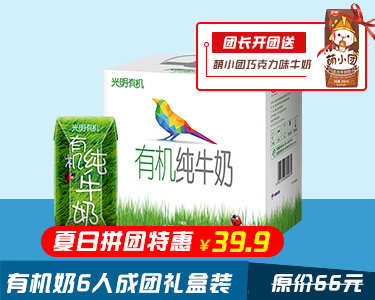 团长开团送
萌小团巧克力味牛奶
萌小团
光明有机
有机纯牛奶
光明有机
有机纯牛奶
夏日拼团特惠 ¥39.9
有机奶6人成团礼盒装
原价66元